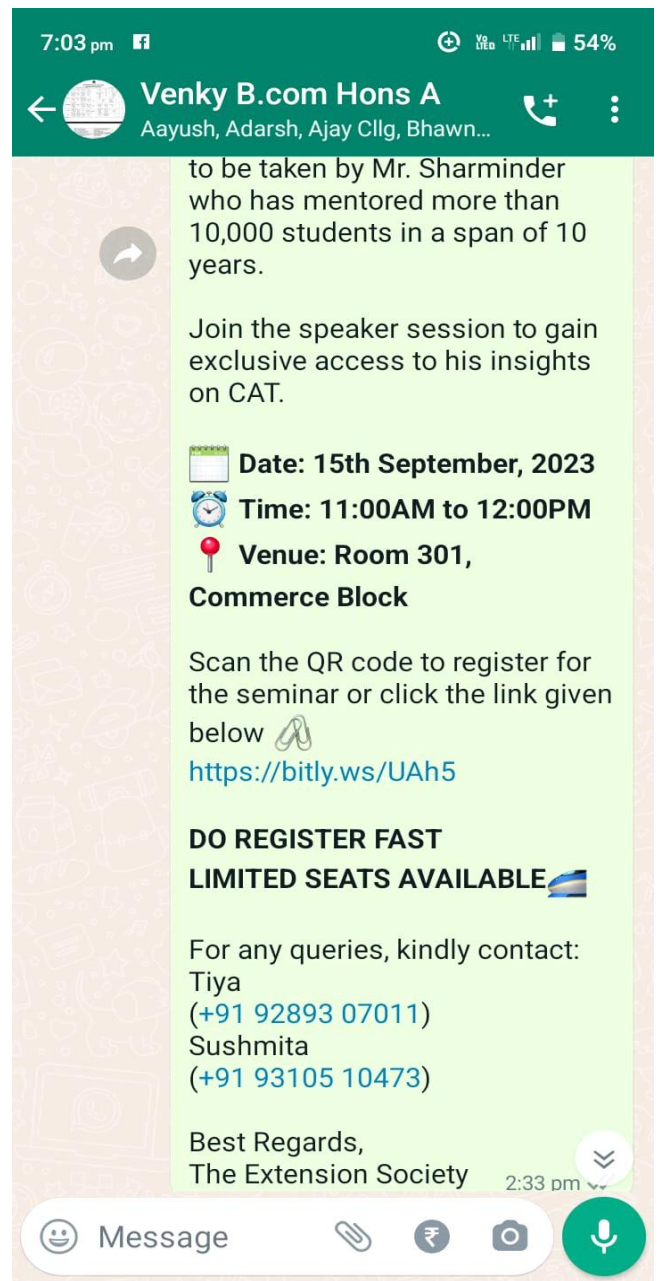 7:03 pm
Vo LTE LTE 54%
Venky B.com Hons A
Aayush, Adarsh, Ajay Cllg, Bhawn...
to be taken by Mr. Sharminder
who has mentored more than
10,000 students in a span of 10
years.
Join the speaker session to gain
exclusive access to his insights
on CAT.
Date: 15th September, 2023
Time: 11:00AM to 12:00PM
Venue: Room 301,
Commerce Block
Scan the QR code to register for
the seminar or click the link given
below
https://bitly.ws/UAh5
DO REGISTER FAST
LIMITED SEATS AVAILABLE
For any queries, kindly contact:
Tiya
(+91 92893 07011)
Sushmita
(+91 93105 10473)
Best Regards,
The Extension Society
2:33 pm
Message